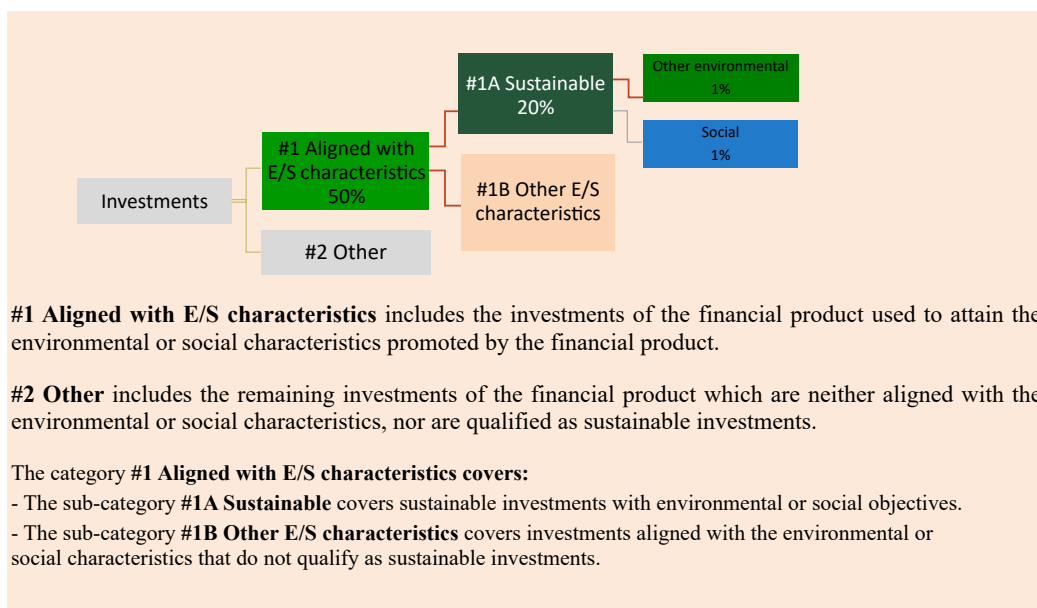 Investments
#1 Aligned with
E/S characteristics
50%
#2 Other
#1A Sustainable
20%
#1B Other E/S
characteristics
Other environmental
1%
Social
1%
#1 Aligned with E/S characteristics includes the investments of the financial product used to attain the
environmental or social characteristics promoted by the financial product.
#2 Other includes the remaining investments of the financial product which are neither aligned with the
environmental or social characteristics, nor are qualified as sustainable investments.
The category #1 Aligned with E/S characteristics covers:
- The sub-category #1A Sustainable covers sustainable investments with environmental or social objectives.
- The sub-category #1B Other E/S characteristics covers investments aligned with the environmental or
social characteristics that do not qualify as sustainable investments.